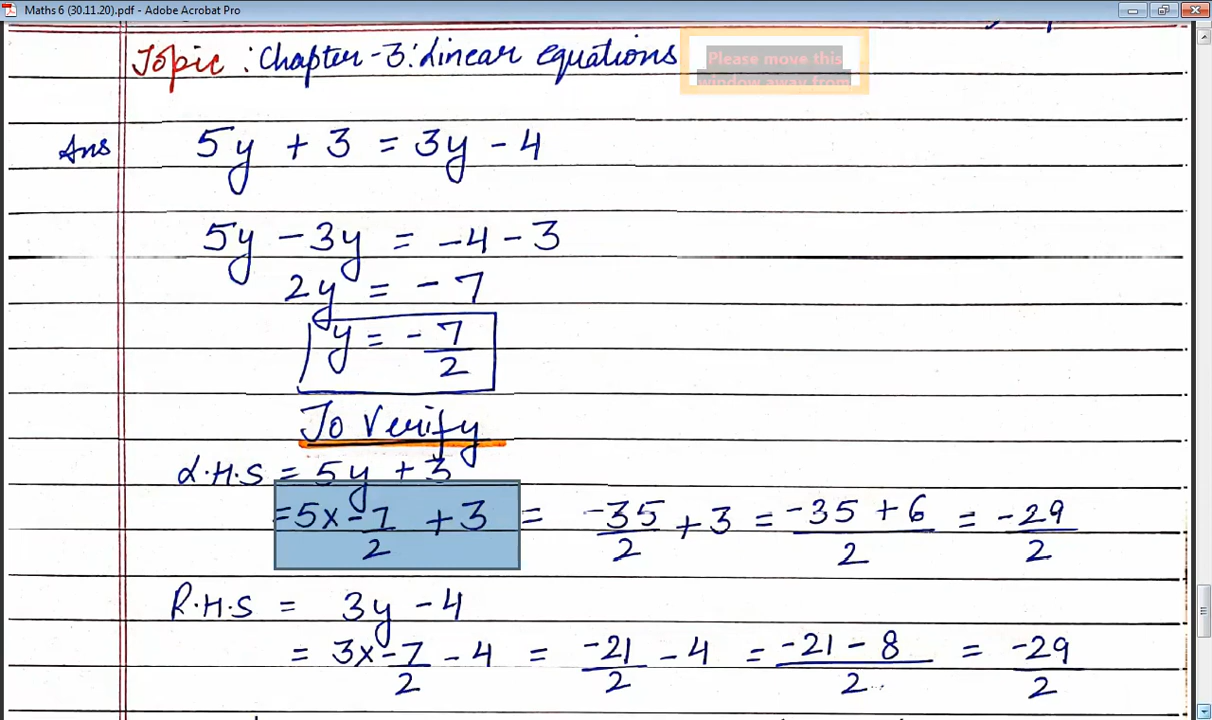 Maths 6 (30.11.20).pdf - Adobe Acrobat Pro
Topic : Chapter -3: Linear equations
Please move this
window away from
Ans 5y + 3 = 3y - 4
5y - 3y = -4 - 3
2y = - 7
y = - 7/2
To Verify
L.H.S = 5y + 3
= 5x -7/2 + 3 = -35/2 + 3 = -35 + 6/2 = -29/2
R.H.S = 3y - 4
= 3x -7/2 - 4 = -21/2 - 4 = -21 - 8/2 = -29/2